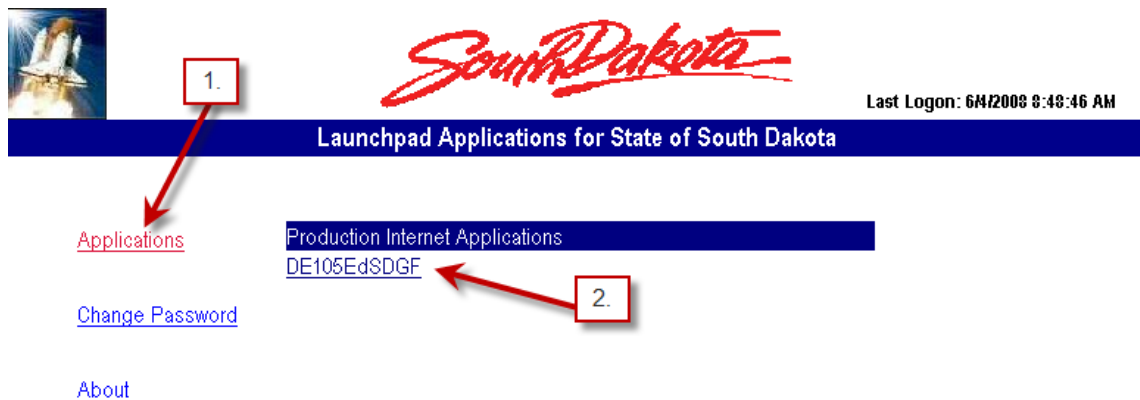 South Dakota
1.
Last Logon: 6/4/2008 8:48:46 AM
Launchpad Applications for State of South Dakota
Applications
Production Internet Applications
DE105EdSDGF
2.
Change Password
About